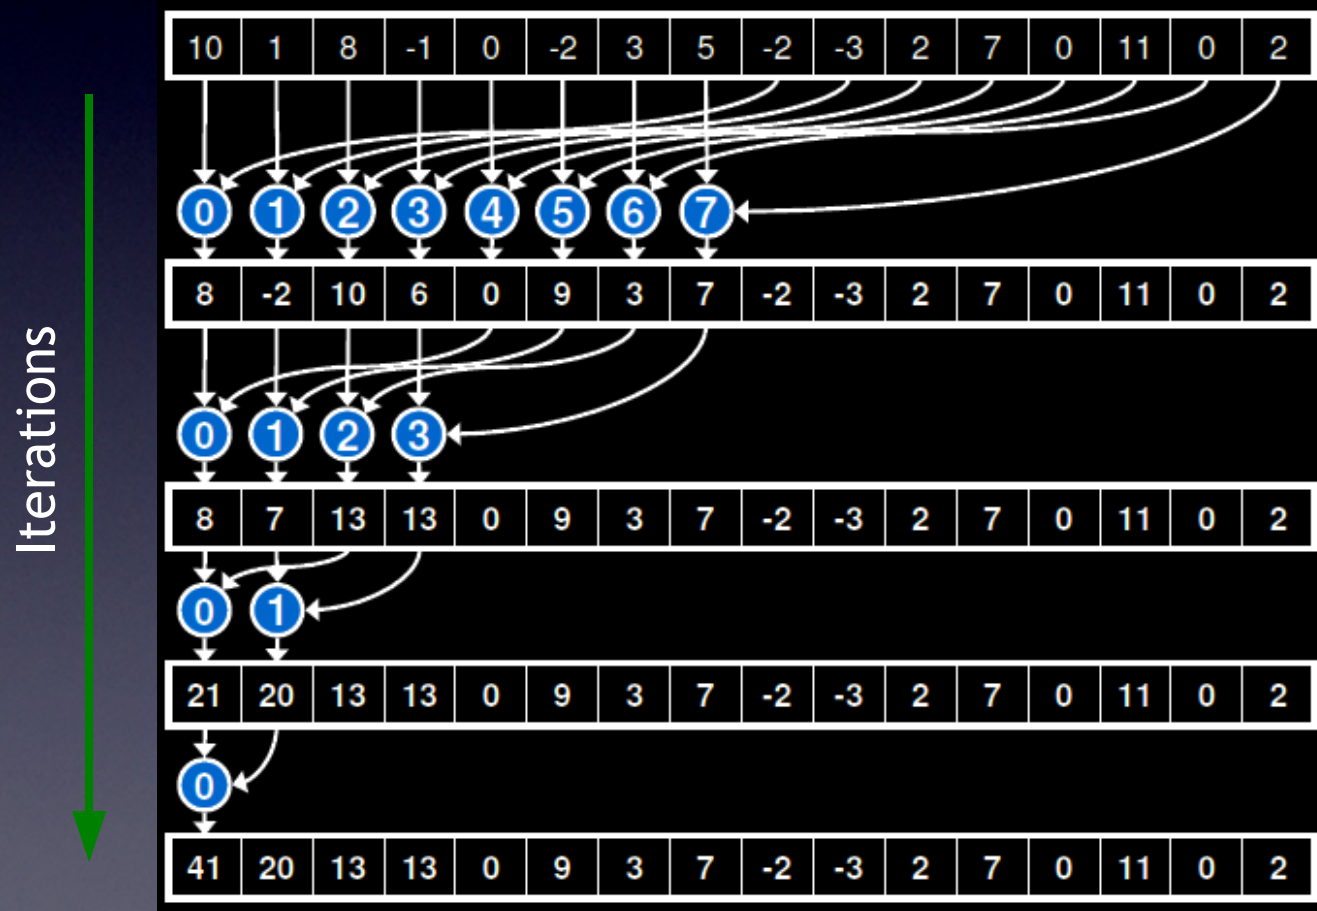 Iterations
10 1 8 -1 0 -2 3 5 -2 -3 2 7 0 11 0 2
0 1 2 3 4 5 6 7
8 -2 10 6 0 9 3 7 -2 -3 2 7 0 11 0 2
0 1 2 3
8 7 13 13 0 9 3 7 -2 -3 2 7 0 11 0 2
0 1
21 20 13 13 0 9 3 7 -2 -3 2 7 0 11 0 2
0
41 20 13 13 0 9 3 7 -2 -3 2 7 0 11 0 2